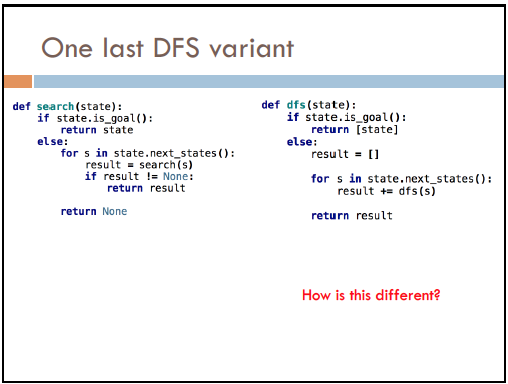 One last DFS variant
def search(state):
    if state.is_goal():
        return state
    else:
        for s in state.next_states():
            result = search(s)
            if result != None:
                return result
        return None
def dfs(state):
    if state.is_goal():
        return [state]
    else:
        result = []
        for s in state.next_states():
            result += dfs(s)
        return result
How is this different?